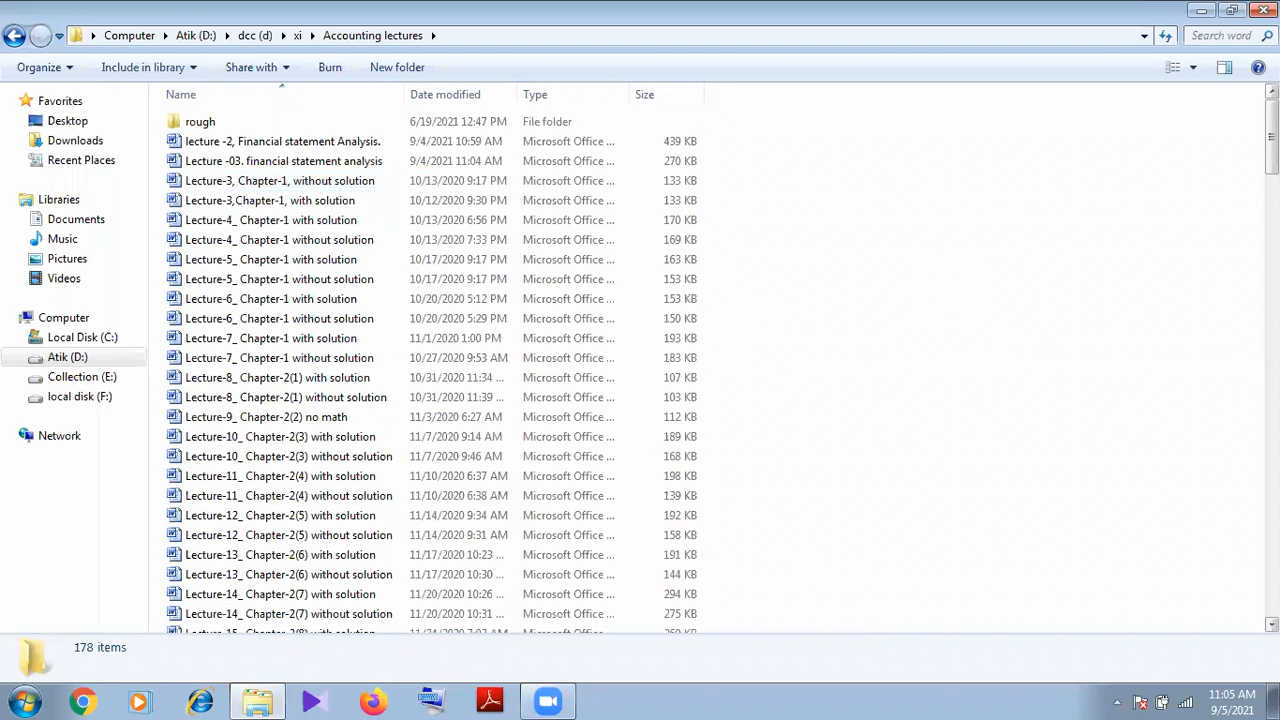 Computer Atik (D:) dcc (d) xi Accounting lectures Search word
Organize Include in library Share with Burn New folder
Name Date modified Type Size
Favorites
Desktop
Downloads
Recent Places
Libraries
Documents
Music
Pictures
Videos
Computer
Local Disk (C:)
Atik (D:)
Collection (E:)
local disk (F:)
Network
rough 6/19/2021 12:47 PM File folder
lecture -2, Financial statement Analysis. 9/4/2021 10:59 AM Microsoft Office ... 439 KB
Lecture -03. financial statement analysis 9/4/2021 11:04 AM Microsoft Office ... 270 KB
Lecture-3, Chapter-1, without solution 10/13/2020 9:17 PM Microsoft Office ... 133 KB
Lecture-3,Chapter-1, with solution 10/12/2020 9:30 PM Microsoft Office ... 133 KB
Lecture-4_ Chapter-1 with solution 10/13/2020 6:56 PM Microsoft Office ... 170 KB
Lecture-4_ Chapter-1 without solution 10/13/2020 7:33 PM Microsoft Office ... 169 KB
Lecture-5_ Chapter-1 with solution 10/17/2020 9:17 PM Microsoft Office ... 163 KB
Lecture-5_ Chapter-1 without solution 10/17/2020 9:17 PM Microsoft Office ... 153 KB
Lecture-6_ Chapter-1 with solution 10/20/2020 5:12 PM Microsoft Office ... 153 KB
Lecture-6_ Chapter-1 without solution 10/20/2020 5:29 PM Microsoft Office ... 150 KB
Lecture-7_ Chapter-1 with solution 11/1/2020 1:00 PM Microsoft Office ... 193 KB
Lecture-7_ Chapter-1 without solution 10/27/2020 9:53 AM Microsoft Office ... 183 KB
Lecture-8_ Chapter-2(1) with solution 10/31/2020 11:34 ... Microsoft Office ... 107 KB
Lecture-8_ Chapter-2(1) without solution 10/31/2020 11:39 ... Microsoft Office ... 103 KB
Lecture-9_ Chapter-2(2) no math 11/3/2020 6:27 AM Microsoft Office ... 112 KB
Lecture-10_ Chapter-2(3) with solution 11/7/2020 9:14 AM Microsoft Office ... 189 KB
Lecture-10_ Chapter-2(3) without solution 11/7/2020 9:46 AM Microsoft Office ... 168 KB
Lecture-11_ Chapter-2(4) with solution 11/10/2020 6:37 AM Microsoft Office ... 198 KB
Lecture-11_ Chapter-2(4) without solution 11/10/2020 6:38 AM Microsoft Office ... 139 KB
Lecture-12_ Chapter-2(5) with solution 11/14/2020 9:34 AM Microsoft Office ... 192 KB
Lecture-12_ Chapter-2(5) without solution 11/14/2020 9:31 AM Microsoft Office ... 158 KB
Lecture-13_ Chapter-2(6) with solution 11/17/2020 10:23 ... Microsoft Office ... 191 KB
Lecture-13_ Chapter-2(6) without solution 11/17/2020 10:30 ... Microsoft Office ... 144 KB
Lecture-14_ Chapter-2(7) with solution 11/20/2020 10:26 ... Microsoft Office ... 294 KB
Lecture-14_ Chapter-2(7) without solution 11/20/2020 10:31 ... Microsoft Office ... 275 KB
178 items
11:05 AM
9/5/2021